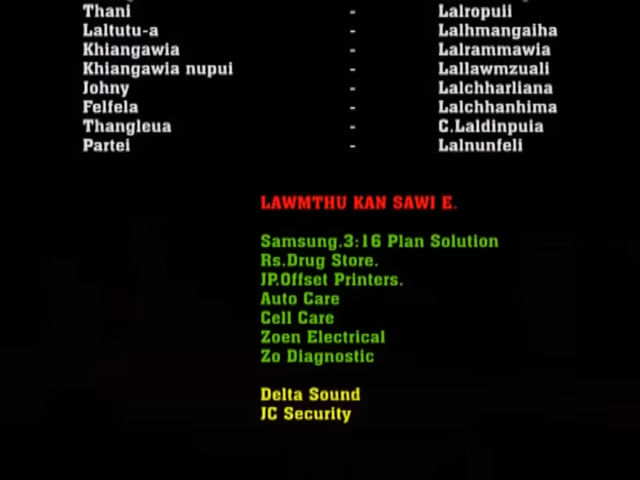 Thani - Lalropuii
Laltutu-a - Lalhmangaiha
Khiangawia - Lalrammawia
Khiangawia nupui - Lallawmzuali
Johny - Lalchharliana
Felfela - Lalchhanhima
Thangleua - C.Laldinpuia
Partei - Lalnunfeli
LAWMTHU KAN SAWI E.
Samsung.3:16 Plan Solution
Rs.Drug Store.
JP.Offset Printers.
Auto Care
Cell Care
Zoen Electrical
Zo Diagnostic
Delta Sound
JC Security